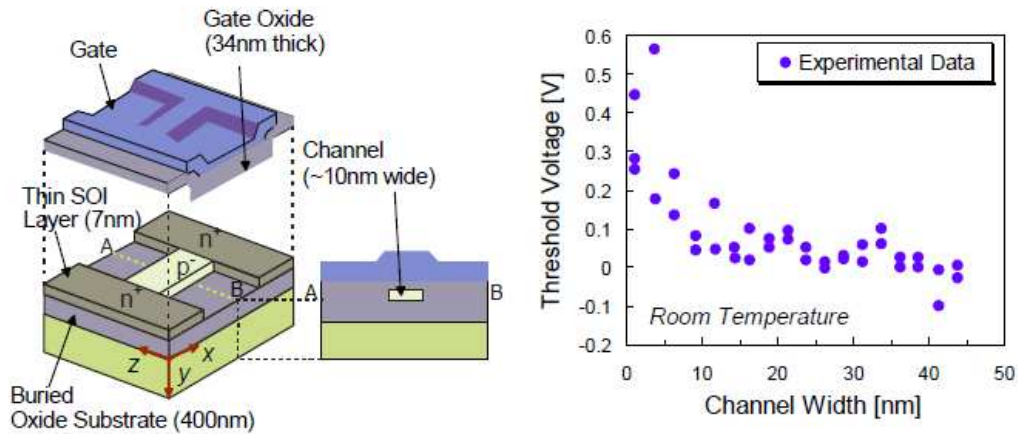 Gate Oxide
(34nm thick)
Gate
Channel
(~10nm wide)
Thin SOI
Layer (7nm)
A
n+
p-
n+
B
A
B
x
z
y
Buried
Oxide Substrate (400nm)
0.6
0.5
0.4
0.3
0.2
0.1
0
-0.1
-0.2
Threshold Voltage [V]
Experimental Data
Room Temperature
0
10
20
30
40
50
Channel Width [nm]